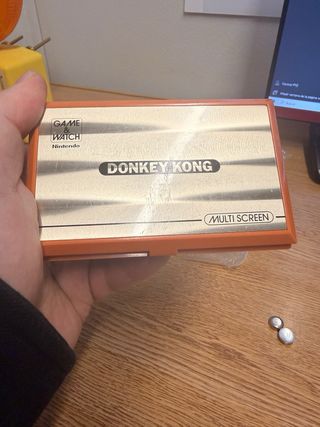 GAME
&
WATCH
Nintendo
DONKEY KONG
MULTI SCREEN